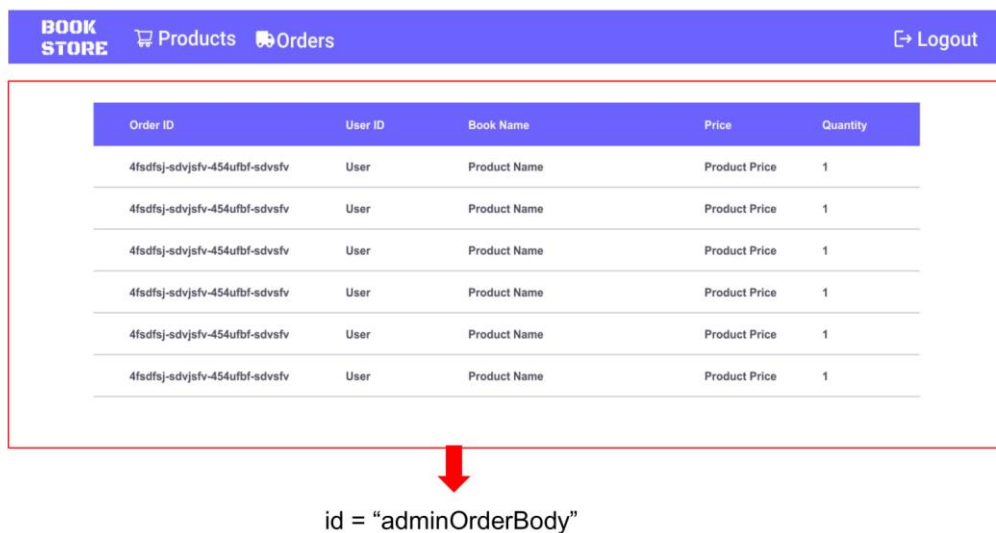 BOOK
STORE
Products
Orders
Logout
Order ID User ID Book Name Price Quantity
4fsdfsj-sdvjsfv-454ufbf-sdvsfv User Product Name Product Price 1
4fsdfsj-sdvjsfv-454ufbf-sdvsfv User Product Name Product Price 1
4fsdfsj-sdvjsfv-454ufbf-sdvsfv User Product Name Product Price 1
4fsdfsj-sdvjsfv-454ufbf-sdvsfv User Product Name Product Price 1
4fsdfsj-sdvjsfv-454ufbf-sdvsfv User Product Name Product Price 1
4fsdfsj-sdvjsfv-454ufbf-sdvsfv User Product Name Product Price 1
id = “adminOrderBody”